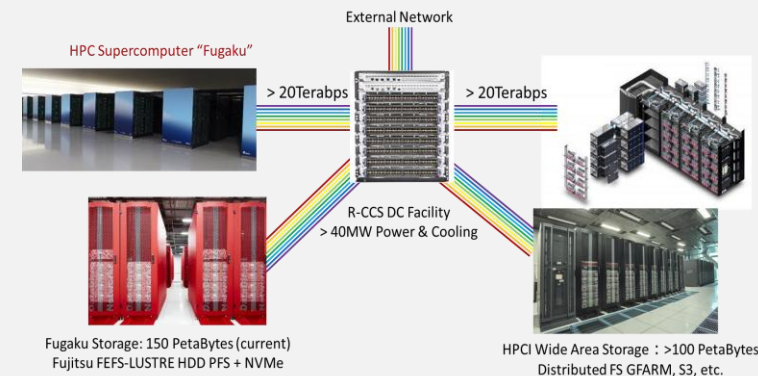 External Network
HPC Supercomputer “Fugaku”
> 20Terabps
> 20Terabps
R-CCS DC Facility
> 40MW Power & Cooling
Fugaku Storage: 150 PetaBytes (current)
Fujitsu FEFS-LUSTRE HDD PFS + NVMe
HPCI Wide Area Storage：>100 PetaBytes
Distributed FS GFARM, S3, etc.